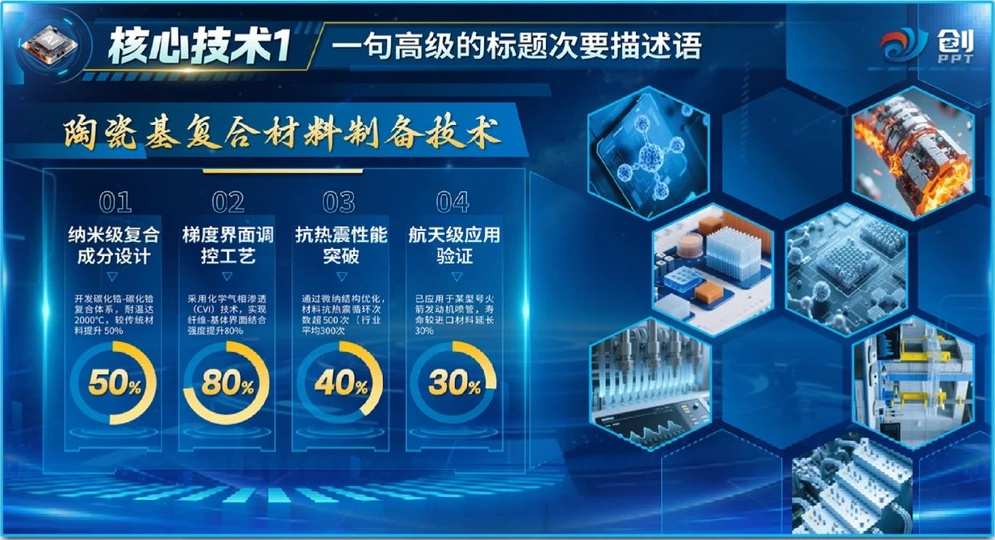 核心技术1
一句高级的标题次要描述语
创
PPT
陶瓷基复合材料制备技术
01
纳米级复合
成分设计
开发碳化锆-碳化铪
复合体系，耐温达
2000°C，较传统材
料提升 50%
50%
02
梯度界面调
控工艺
采用化学气相渗透
（CVI）技术，实现
纤维-基体界面结合
强度提升80%
80%
03
抗热震性能
突破
通过微纳结构优化，
材料抗热震循环次
数超 500 次（行业
平均300次
40%
04
航天级应用
验证
已应用于某型号火
箭发动机喷管，寿
命较进口材料延长
30%
30%